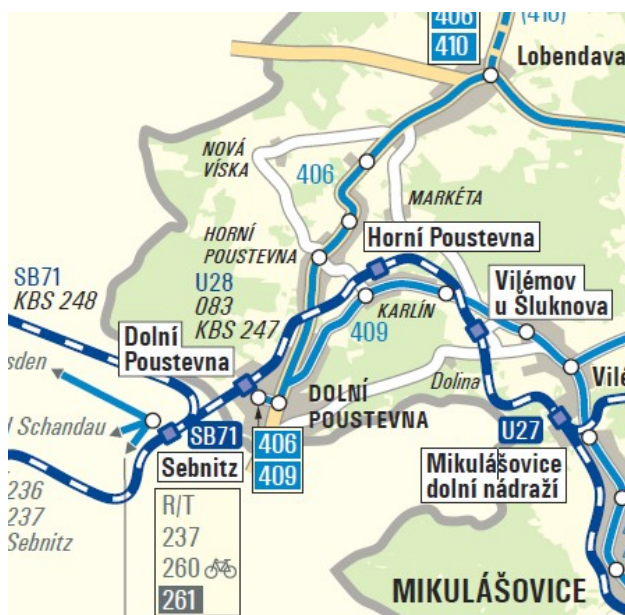 406
410
(410)
Lobendava
NOVÁ
VÍSKA
406
MARKÉTA
HORNÍ
POUSTEVNA
Horní Poustevna
SB71
KBS 248
U28
083
KBS 247
Vilémov
u Šluknova
KARLÍN
409
Dolní
Poustevna
sden
DOLNÍ
POUSTEVNA
Dolina
Vilé
d Schandau
SB71
406
409
U27
Sebnitz
Mikulášovice
dolní nádraží
236
237
Sebnitz
R/T
237
260
261
MIKULÁŠOVICE